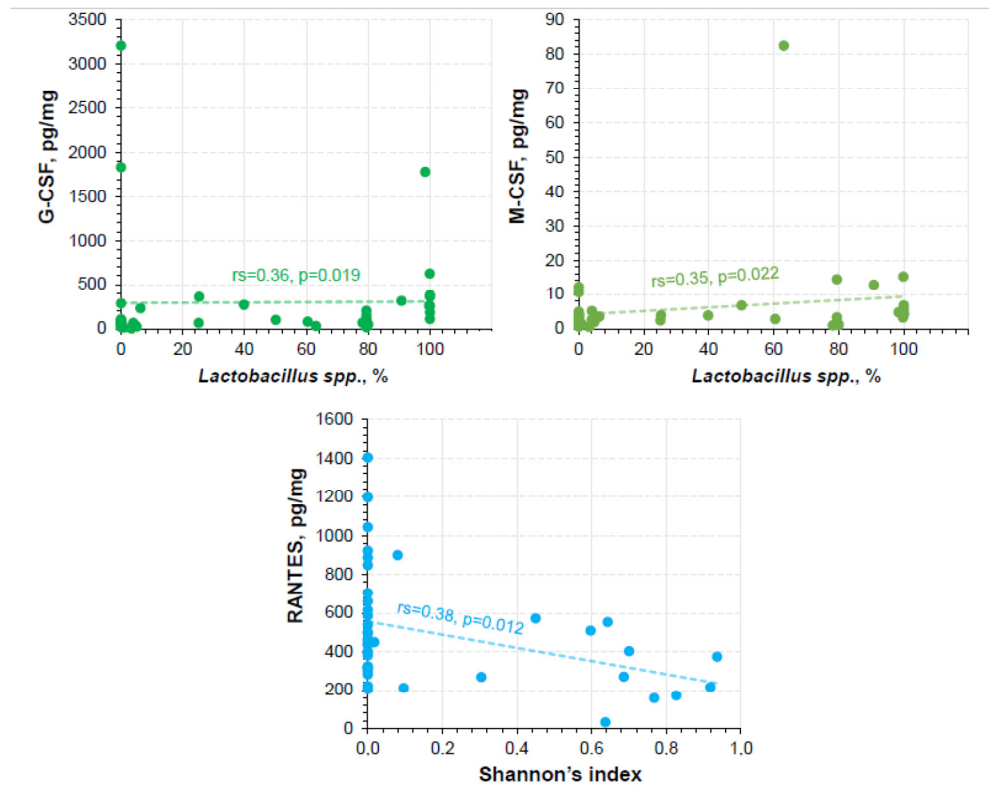 G-CSF, pg/mg
3500
3000
2500
2000
1500
1000
500
0
rs=0.36, p=0.019
0 20 40 60 80 100
Lactobacillus spp., %
M-CSF, pg/mg
90
80
70
60
50
40
30
20
10
0
rs=0.35, p=0.022
0 20 40 60 80 100
Lactobacillus spp., %
RANTES, pg/mg
1600
1400
1200
1000
800
600
400
200
0
rs=0.38, p=0.012
0.0 0.2 0.4 0.6 0.8 1.0
Shannon's index